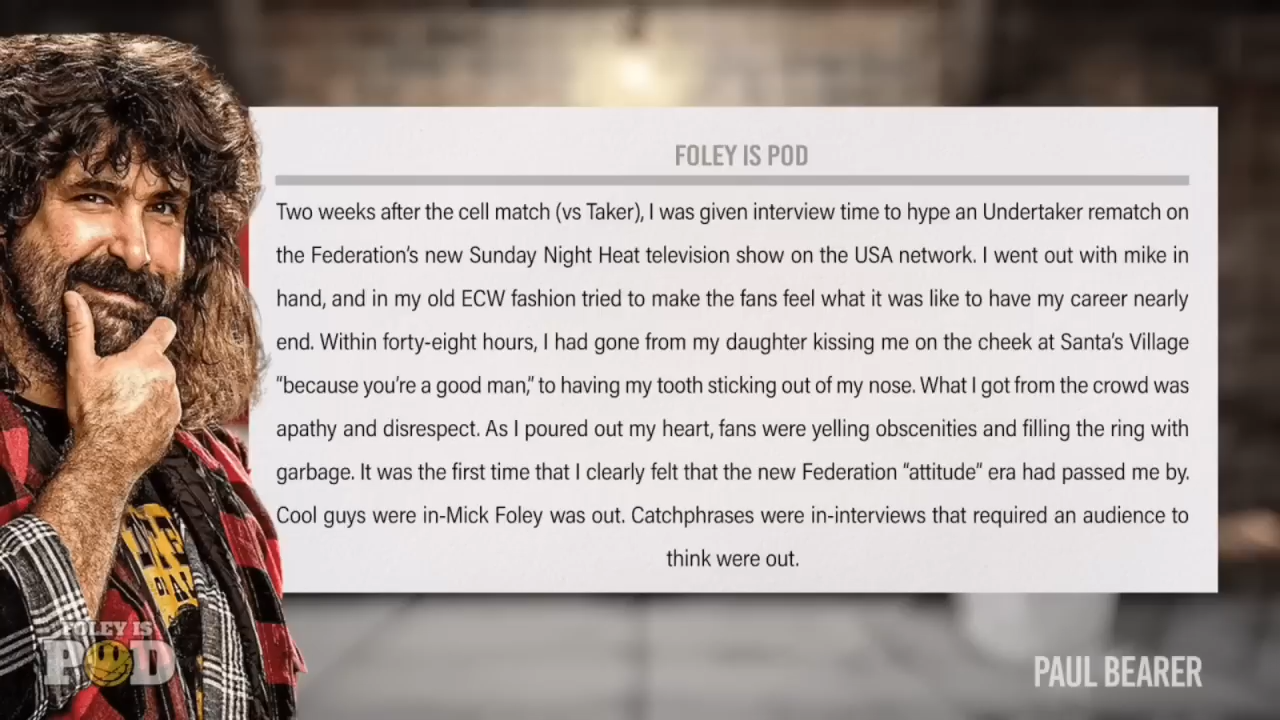 FOLEY IS POD
Two weeks after the cell match (vs Taker), I was given interview time to hype an Undertaker rematch on
the Federation’s new Sunday Night Heat television show on the USA network. I went out with mike in
hand, and in my old ECW fashion tried to make the fans feel what it was like to have my career nearly
end. Within forty-eight hours, I had gone from my daughter kissing me on the cheek at Santa’s Village
“because you’re a good man,” to having my tooth sticking out of my nose. What I got from the crowd was
apathy and disrespect. As I poured out my heart, fans were yelling obscenities and filling the ring with
garbage. It was the first time that I clearly felt that the new Federation “attitude” era had passed me by.
Cool guys were in-Mick Foley was out. Catchphrases were in-interviews that required an audience to
think were out.
FOLEY IS
POD
PAUL BEARER